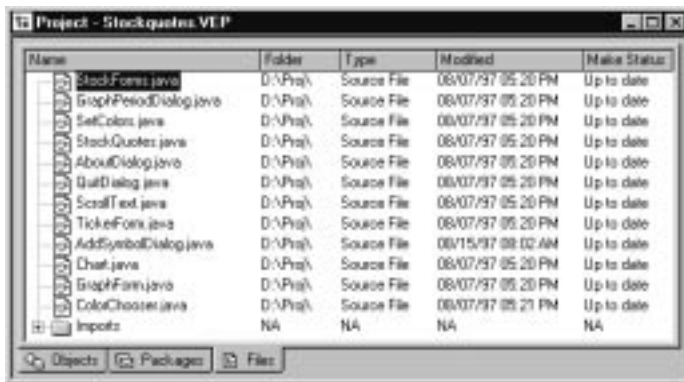 Project - Stockquotes.VEP
Name Folder Type Modified Make Status
StockForms.java D:\Proj\ Source File 08/07/97 05:20 PM Up to date
GraphPeriodDialog.java D:\Proj\ Source File 08/07/97 05:20 PM Up to date
SetColors.java D:\Proj\ Source File 08/07/97 05:20 PM Up to date
StockQuotes.java D:\Proj\ Source File 08/07/97 05:20 PM Up to date
AboutDialog.java D:\Proj\ Source File 08/07/97 05:20 PM Up to date
QuitDialog.java D:\Proj\ Source File 08/07/97 05:20 PM Up to date
ScrollText.java D:\Proj\ Source File 08/07/97 05:20 PM Up to date
TickerForm.java D:\Proj\ Source File 08/07/97 05:20 PM Up to date
AddSymbolDialog.java D:\Proj\ Source File 08/15/97 08:02 AM Up to date
Chart.java D:\Proj\ Source File 08/07/97 05:20 PM Up to date
GraphForm.java D:\Proj\ Source File 08/07/97 05:20 PM Up to date
ColorChooser.java D:\Proj\ Source File 08/07/97 05:21 PM Up to date
Imports NA NA NA NA
Objects Packages Files